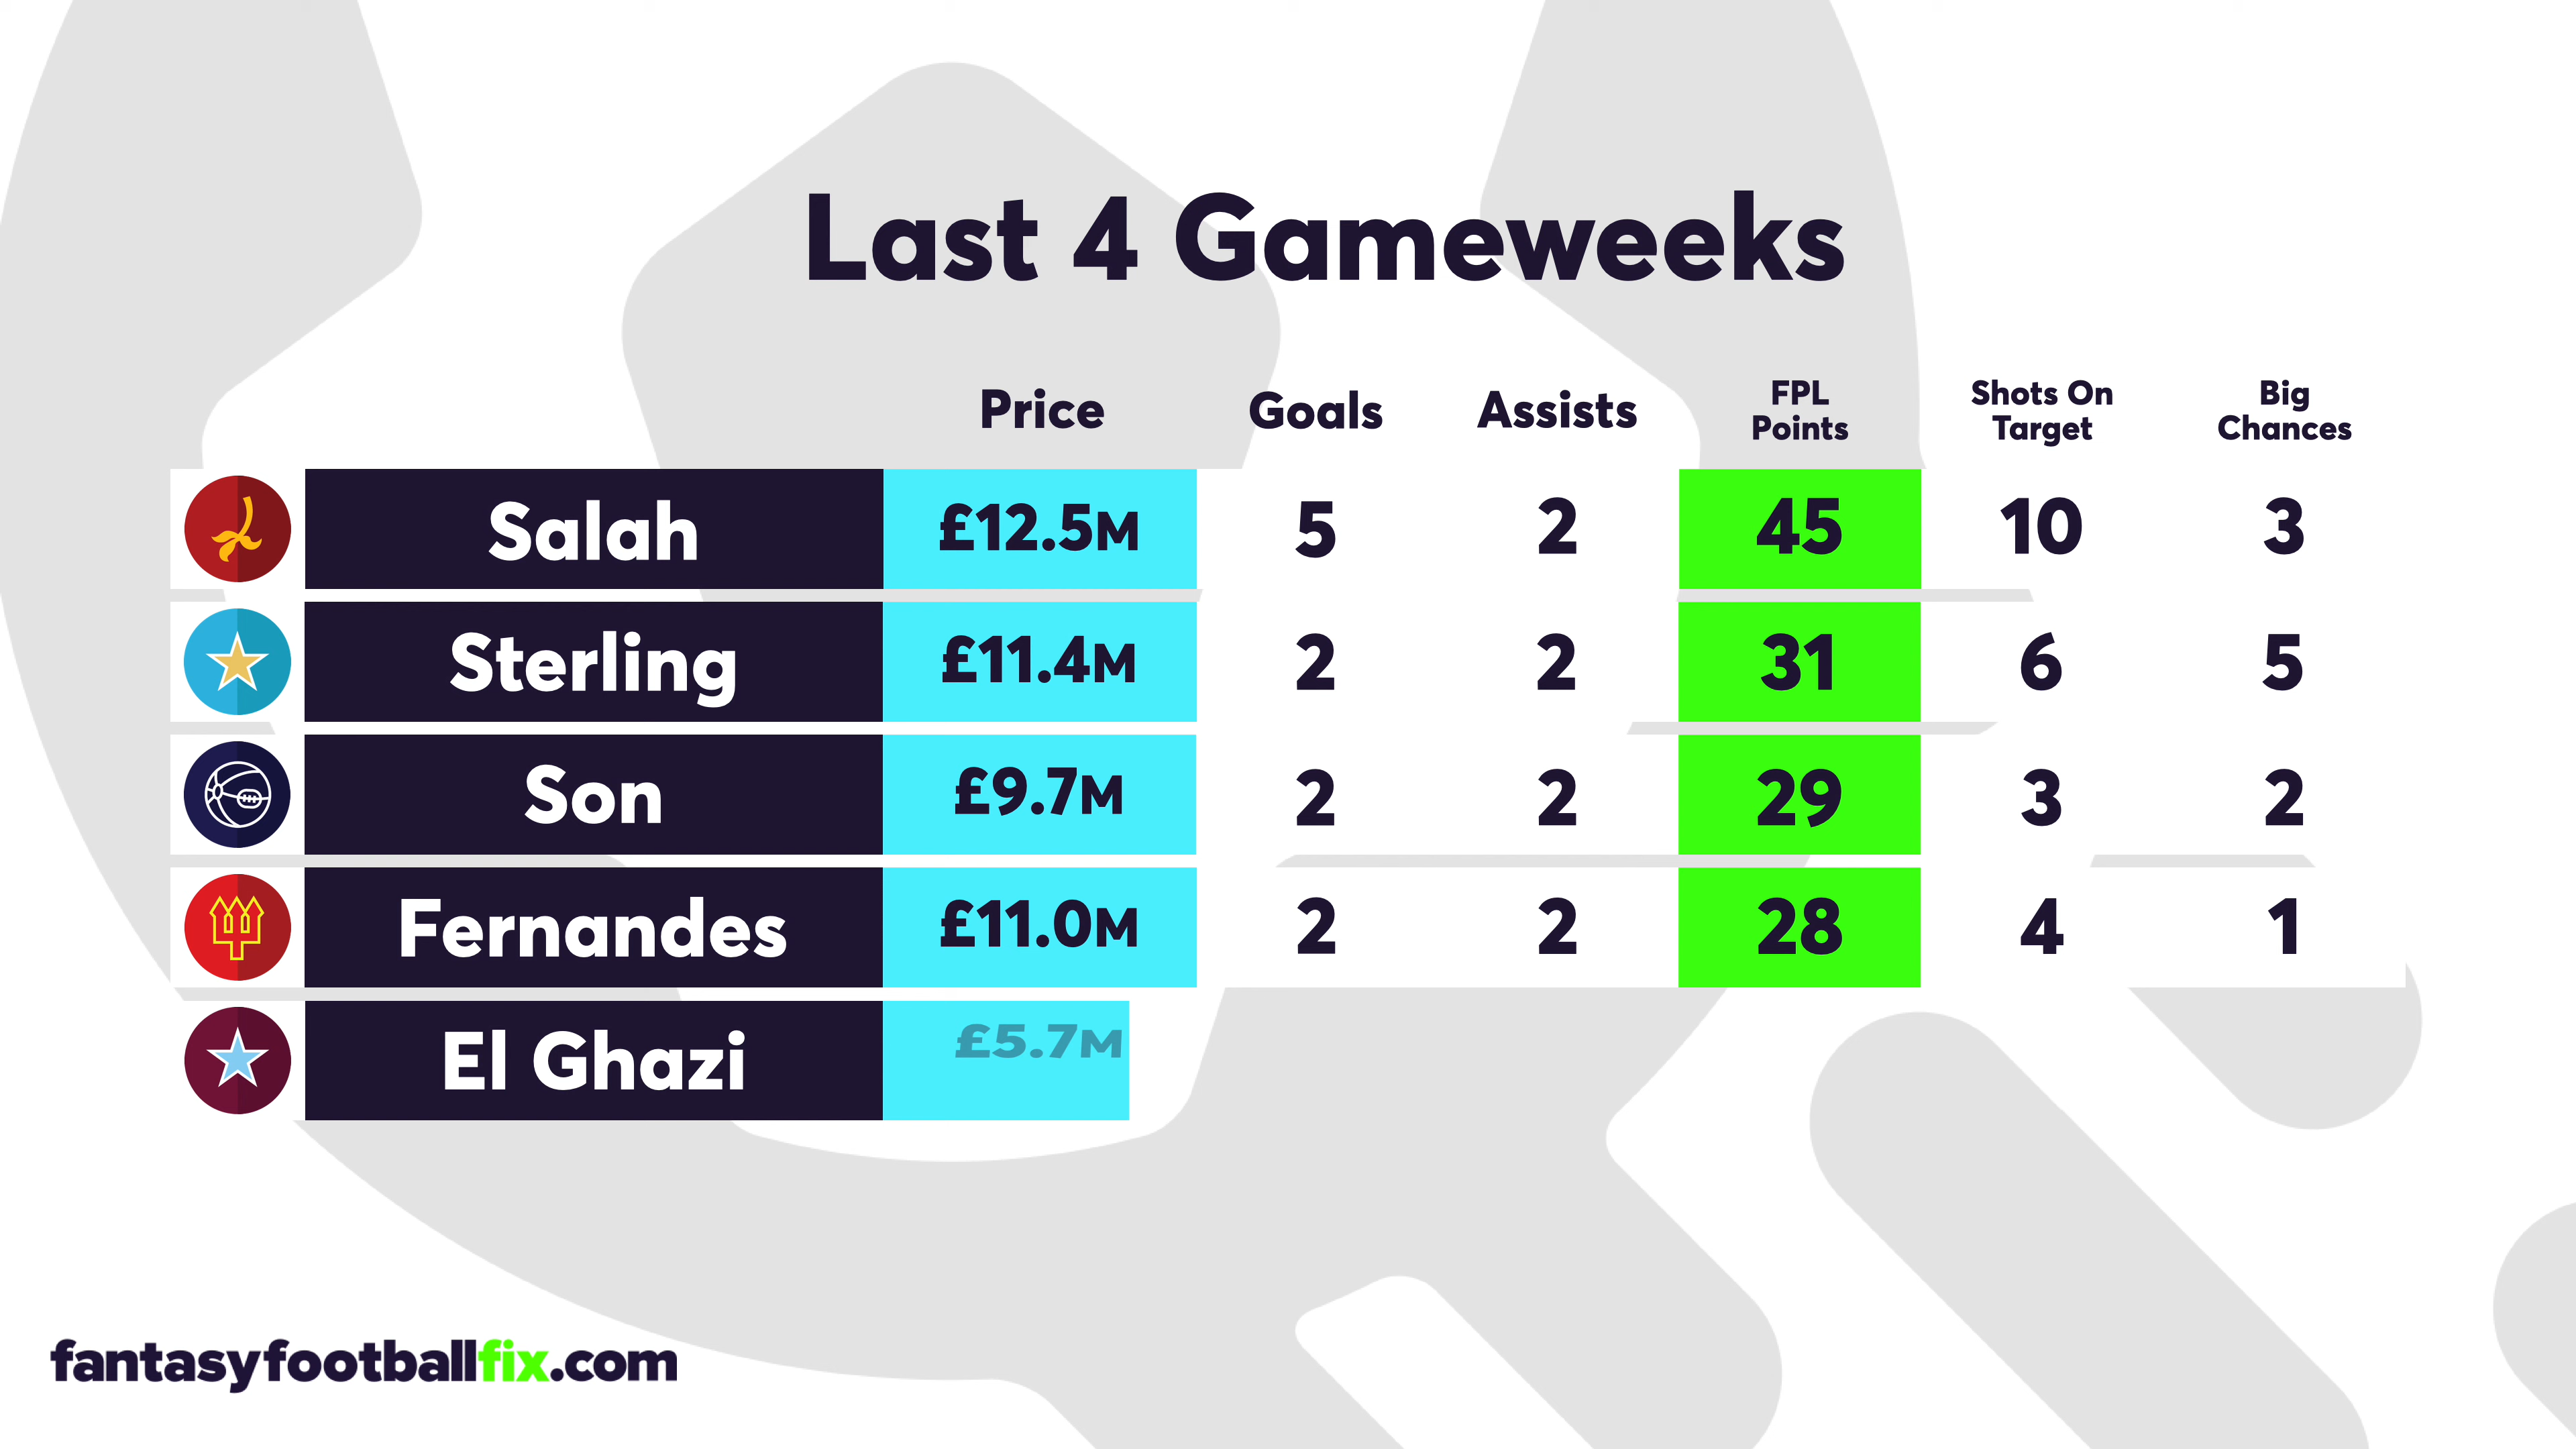 Last 4 Gameweeks
Price Goals Assists FPL Points Shots On Target Big Chances
Salah £12.5M 5 2 45 10 3
Sterling £11.4M 2 2 31 6 5
Son £9.7M 2 2 29 3 2
Fernandes £11.0M 2 2 28 4 1
El Ghazi £5.7M
fantasyfootballfix.com